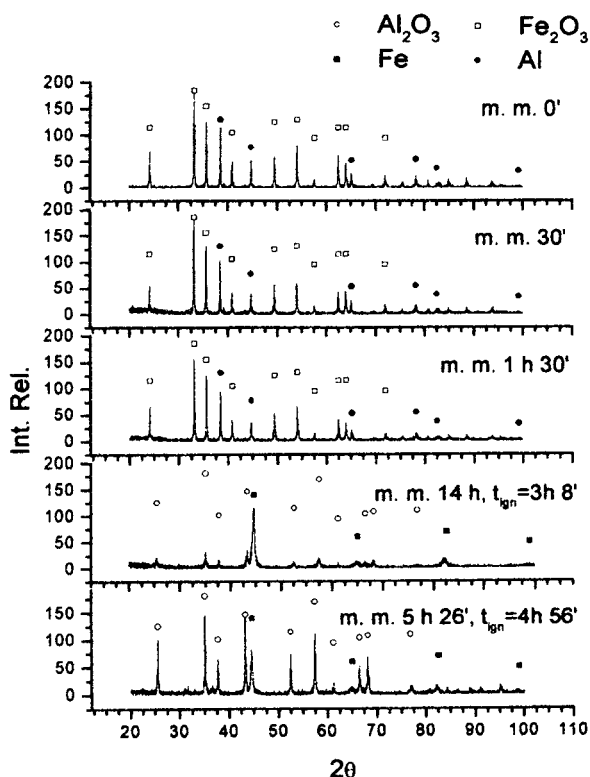 ○ Al₂O₃ □ Fe₂O₃
■ Fe ● Al
200
150
100
50
0
m. m. 0'
200
150
100
50
0
m. m. 30'
200
150
100
50
0
m. m. 1 h 30'
200
150
100
50
0
m. m. 14 h, tᵢgn=3h 8'
150
100
50
0
m. m. 5 h 26', tᵢgn=4h 56'
Int. Rel.
20 30 40 50 60 70 80 90 100 110
2θ